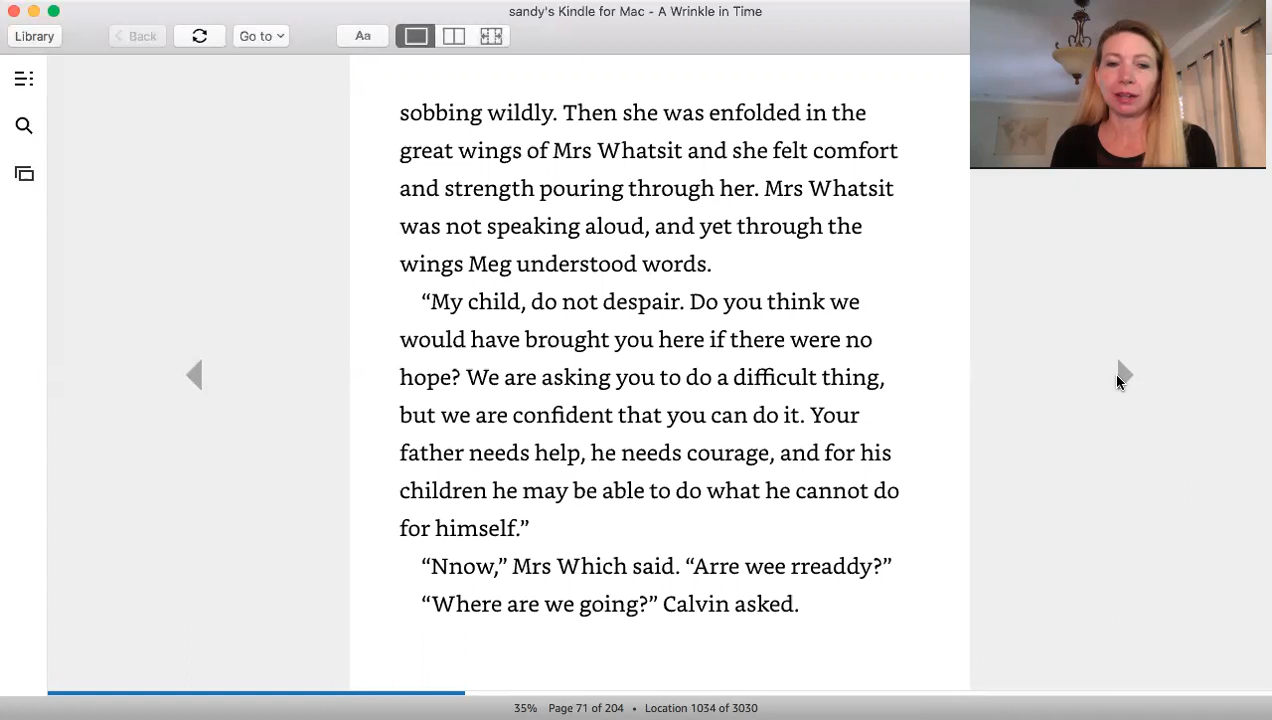 sandy's Kindle for Mac - A Wrinkle in Time
Library
Back
Go to
Aa
sobbing wildly. Then she was enfolded in the
great wings of Mrs Whatsit and she felt comfort
and strength pouring through her. Mrs Whatsit
was not speaking aloud, and yet through the
wings Meg understood words.
“My child, do not despair. Do you think we
would have brought you here if there were no
hope? We are asking you to do a difficult thing,
but we are confident that you can do it. Your
father needs help, he needs courage, and for his
children he may be able to do what he cannot do
for himself.”
“Nnow,” Mrs Which said. “Arre wee rreaddy?”
“Where are we going?” Calvin asked.
35% Page 71 of 204 • Location 1034 of 3030